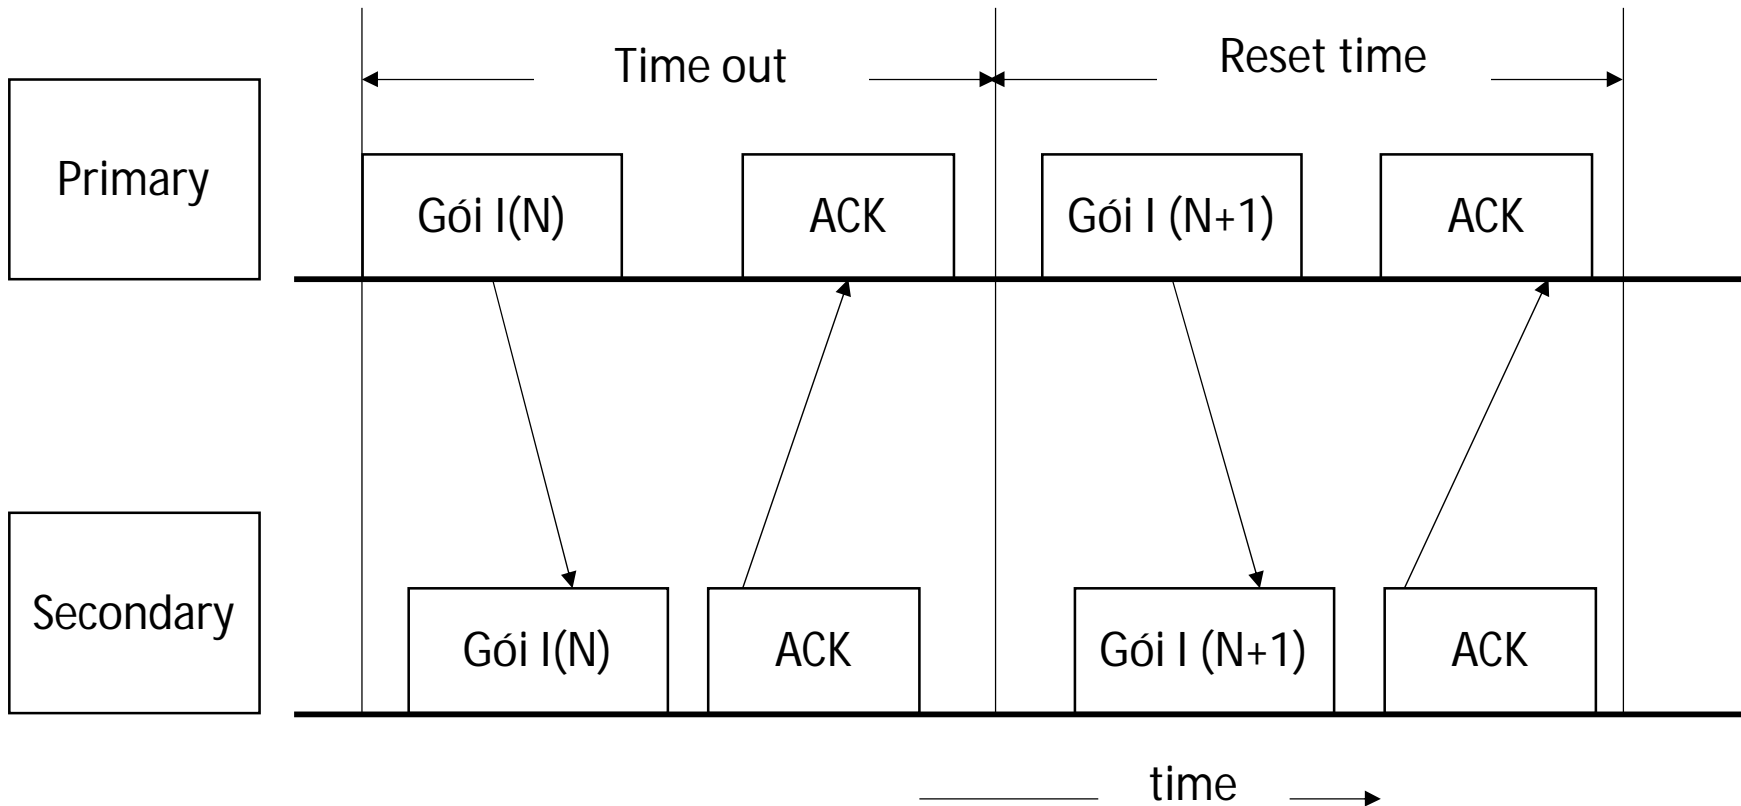 Time out
Reset time
Primary
Gói I(N)
ACK
Gói I (N+1)
ACK
Secondary
Gói I(N)
ACK
Gói I (N+1)
ACK
time